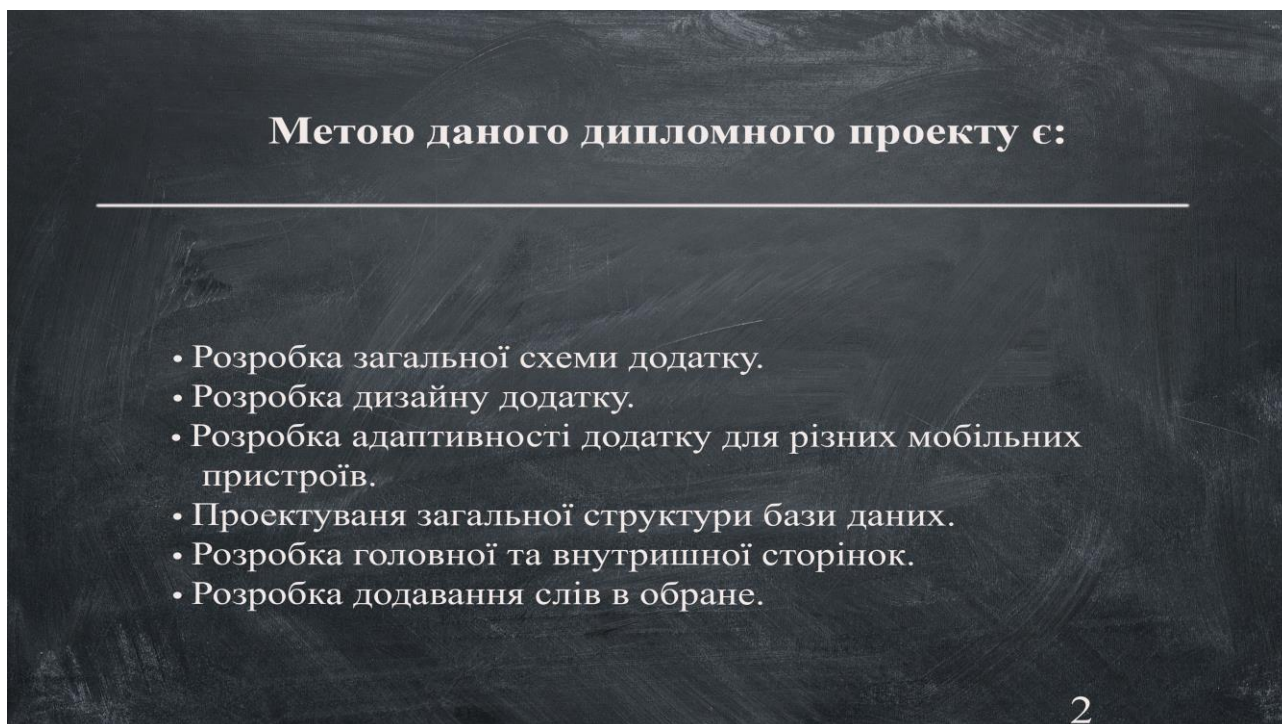 Метою даного дипломного проекту є:
• Розробка загальної схеми додатку.
• Розробка дизайну додатку.
• Розробка адаптивності додатку для різних мобільних
пристроїв.
• Проектуваня загальної структури бази даних.
• Розробка головної та внутришної сторінок.
• Розробка додавання слів в обране.
2